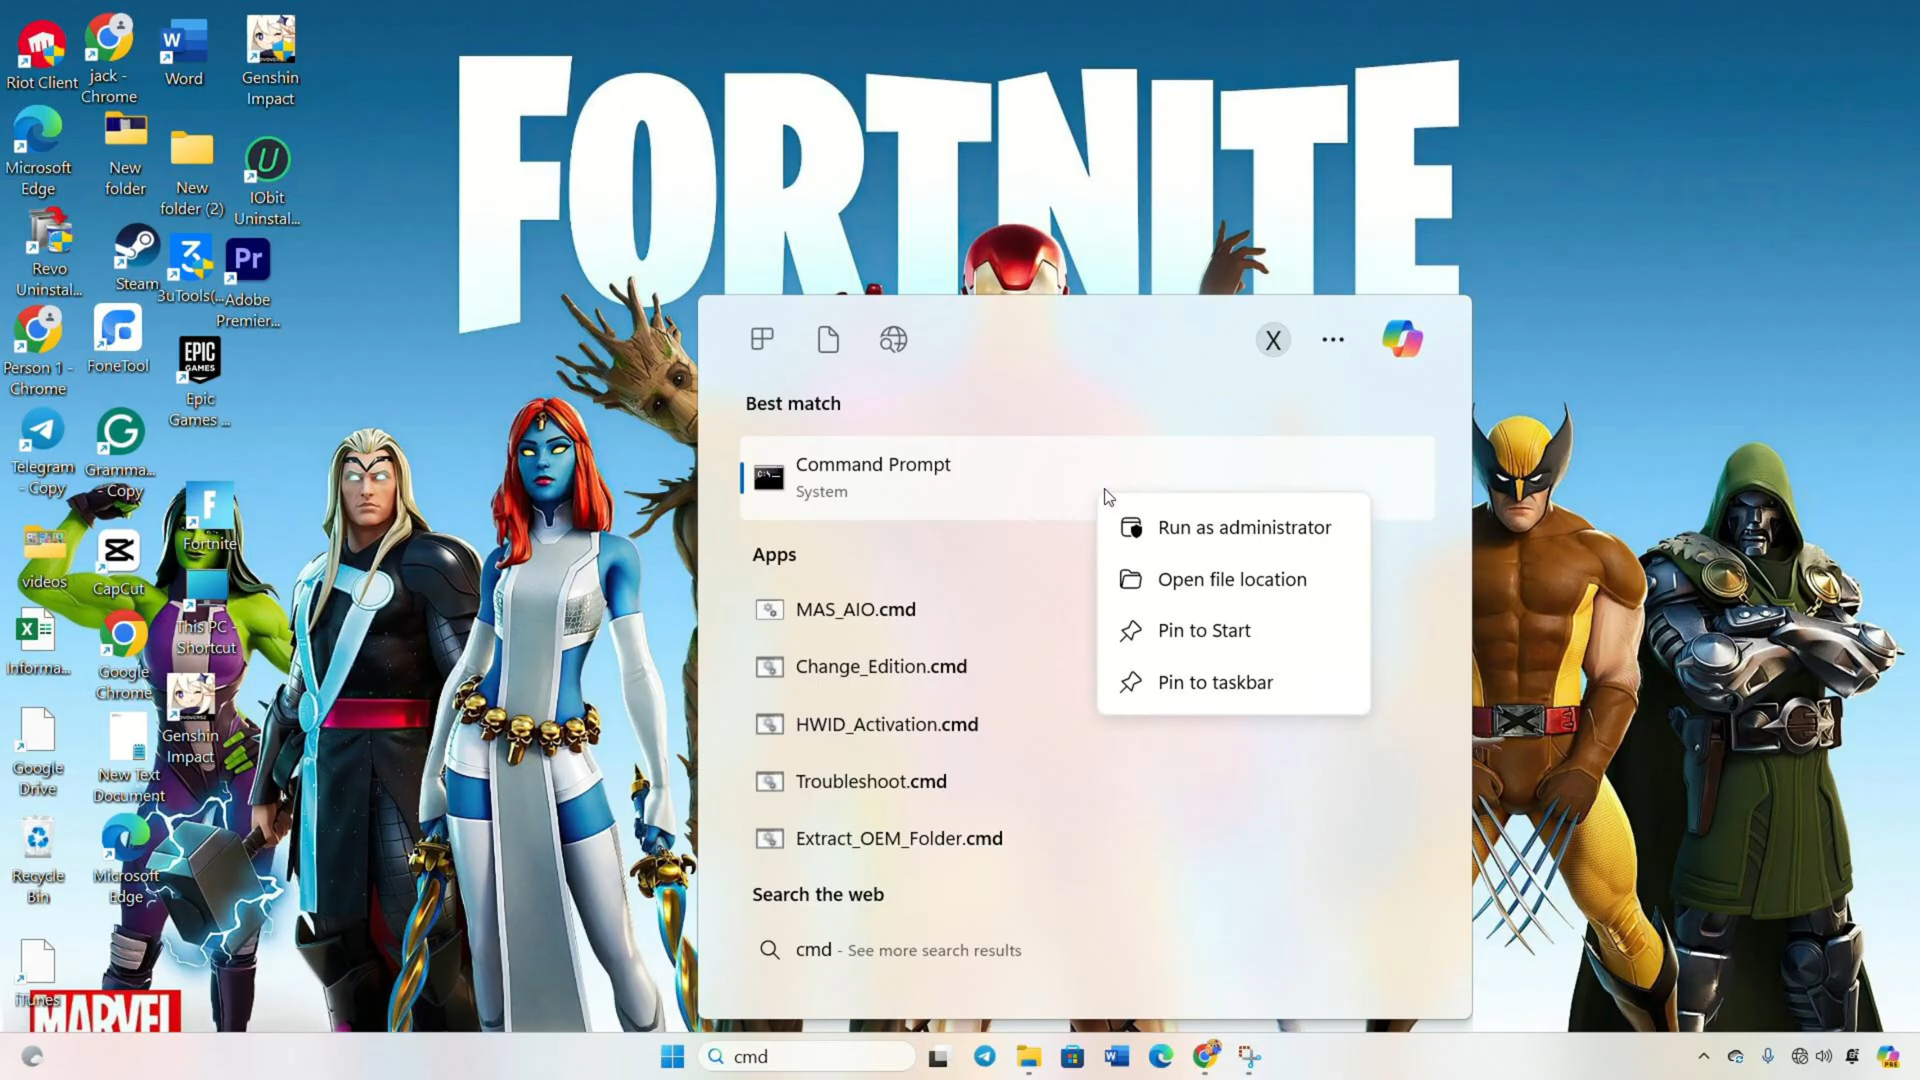 Riot Client
jack -
Chrome
Word
Genshin
Impact
Microsoft
Edge
New
folder
New
folder (2)
IObit
Uninstal...
Revo
Uninstal...
Steam
3uTools(...
Adobe
Premier...
Person 1 -
Chrome
FoneTool
EPIC
GAMES
Epic
Games ...
Telegram
- Copy
Gramma...
- Copy
Fortnite
videos
CapCut
This PC -
Shortcut
Informa...
Google
Chrome
Genshin
Impact
Google
Drive
New Text
Document
Recycle
Bin
Microsoft
Edge
iTunes
MARVEL
FORTNITE
X
Best match
Command Prompt
System
Run as administrator
Open file location
Pin to Start
Pin to taskbar
Apps
MAS_AIO.cmd
Change_Edition.cmd
HWID_Activation.cmd
Troubleshoot.cmd
Extract_OEM_Folder.cmd
Search the web
cmd - See more search results
cmd